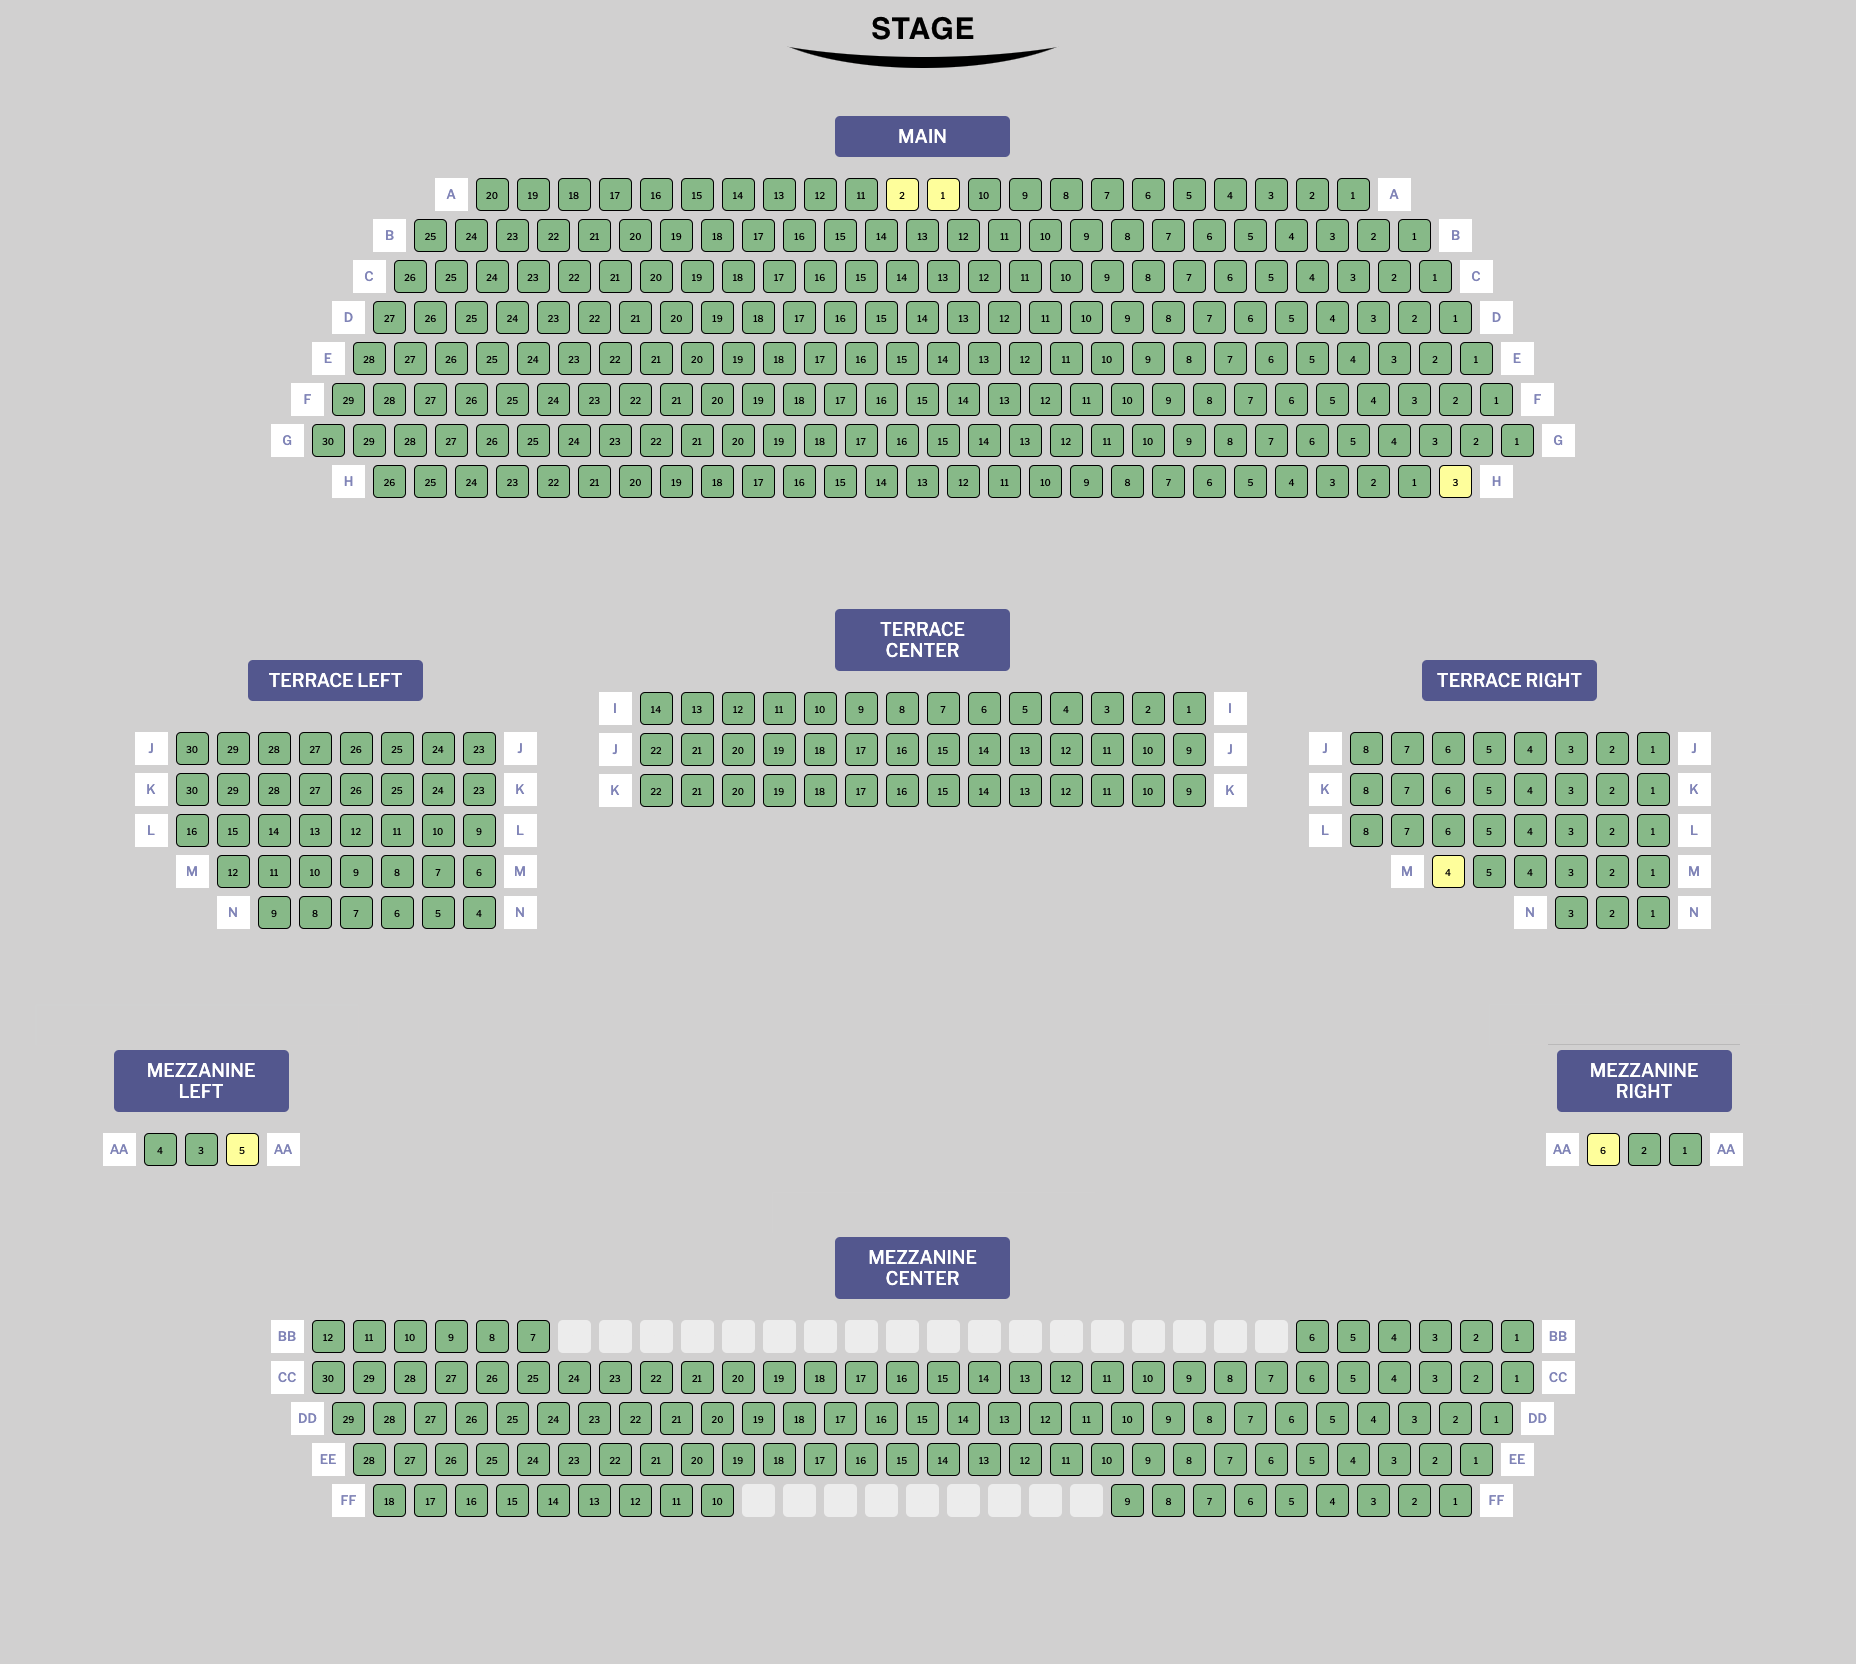 STAGE
MAIN
A 20 19 18 17 16 15 14 13 12 11 2 1 10 9 8 7 6 5 4 3 2 1 A
B 25 24 23 22 21 20 19 18 17 16 15 14 13 12 11 10 9 8 7 6 5 4 3 2 1 B
C 26 25 24 23 22 21 20 19 18 17 16 15 14 13 12 11 10 9 8 7 6 5 4 3 2 1 C
D 27 26 25 24 23 22 21 20 19 18 17 16 15 14 13 12 11 10 9 8 7 6 5 4 3 2 1 D
E 28 27 26 25 24 23 22 21 20 19 18 17 16 15 14 13 12 11 10 9 8 7 6 5 4 3 2 1 E
F 29 28 27 26 25 24 23 22 21 20 19 18 17 16 15 14 13 12 11 10 9 8 7 6 5 4 3 2 1 F
G 30 29 28 27 26 25 24 23 22 21 20 19 18 17 16 15 14 13 12 11 10 9 8 7 6 5 4 3 2 1 G
H 26 25 24 23 22 21 20 19 18 17 16 15 14 13 12 11 10 9 8 7 6 5 4 3 2 1 3 H
TERRACE LEFT
J 30 29 28 27 26 25 24 23 J
K 30 29 28 27 26 25 24 23 K
L 16 15 14 13 12 11 10 9 L
M 12 11 10 9 8 7 6 M
N 9 8 7 6 5 4 N
TERRACE
CENTER
I 14 13 12 11 10 9 8 7 6 5 4 3 2 1 I
J 22 21 20 19 18 17 16 15 14 13 12 11 10 9 J
K 22 21 20 19 18 17 16 15 14 13 12 11 10 9 K
TERRACE RIGHT
J 8 7 6 5 4 3 2 1 J
K 8 7 6 5 4 3 2 1 K
L 8 7 6 5 4 3 2 1 L
M 4 5 4 3 2 1 M
N 3 2 1 N
MEZZANINE
LEFT
AA 4 3 5 AA
MEZZANINE
RIGHT
AA 6 2 1 AA
MEZZANINE
CENTER
BB 12 11 10 9 8 7 6 5 4 3 2 1 BB
CC 30 29 28 27 26 25 24 23 22 21 20 19 18 17 16 15 14 13 12 11 10 9 8 7 6 5 4 3 2 1 CC
DD 29 28 27 26 25 24 23 22 21 20 19 18 17 16 15 14 13 12 11 10 9 8 7 6 5 4 3 2 1 DD
EE 28 27 26 25 24 23 22 21 20 19 18 17 16 15 14 13 12 11 10 9 8 7 6 5 4 3 2 1 EE
FF 18 17 16 15 14 13 12 11 10 9 8 7 6 5 4 3 2 1 FF